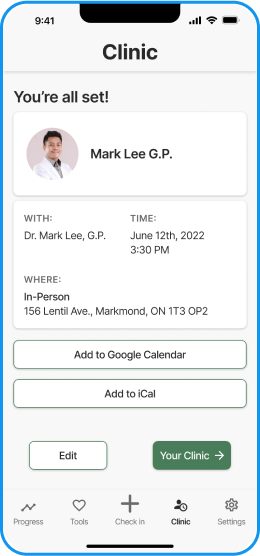 9:41
Clinic
You're all set!
Mark Lee G.P.
WITH:
Dr. Mark Lee, G.P.
TIME:
June 12th, 2022
3:30 PM
WHERE:
In-Person
156 Lentil Ave., Markmond, ON 1T3 OP2
Add to Google Calendar
Add to iCal
Edit
Your Clinic →
Progress
Tools
Check in
Clinic
Settings